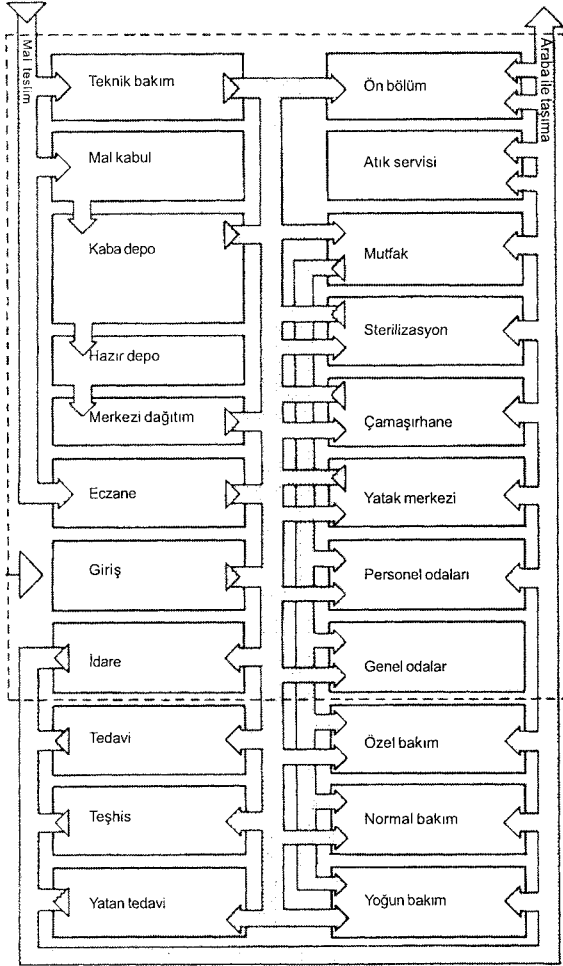 Mal teslim
Araba ile taşıma
Teknik bakım
Mal kabul
Kaba depo
Hazır depo
Merkezi dağıtım
Eczane
Giriş
İdare
Tedavi
Teşhis
Yatan tedavi
Ön bölüm
Atık servisi
Mutfak
Sterilizasyon
Çamaşırhane
Yatak merkezi
Personel odaları
Genel odalar
Özel bakım
Normal bakım
Yoğun bakım